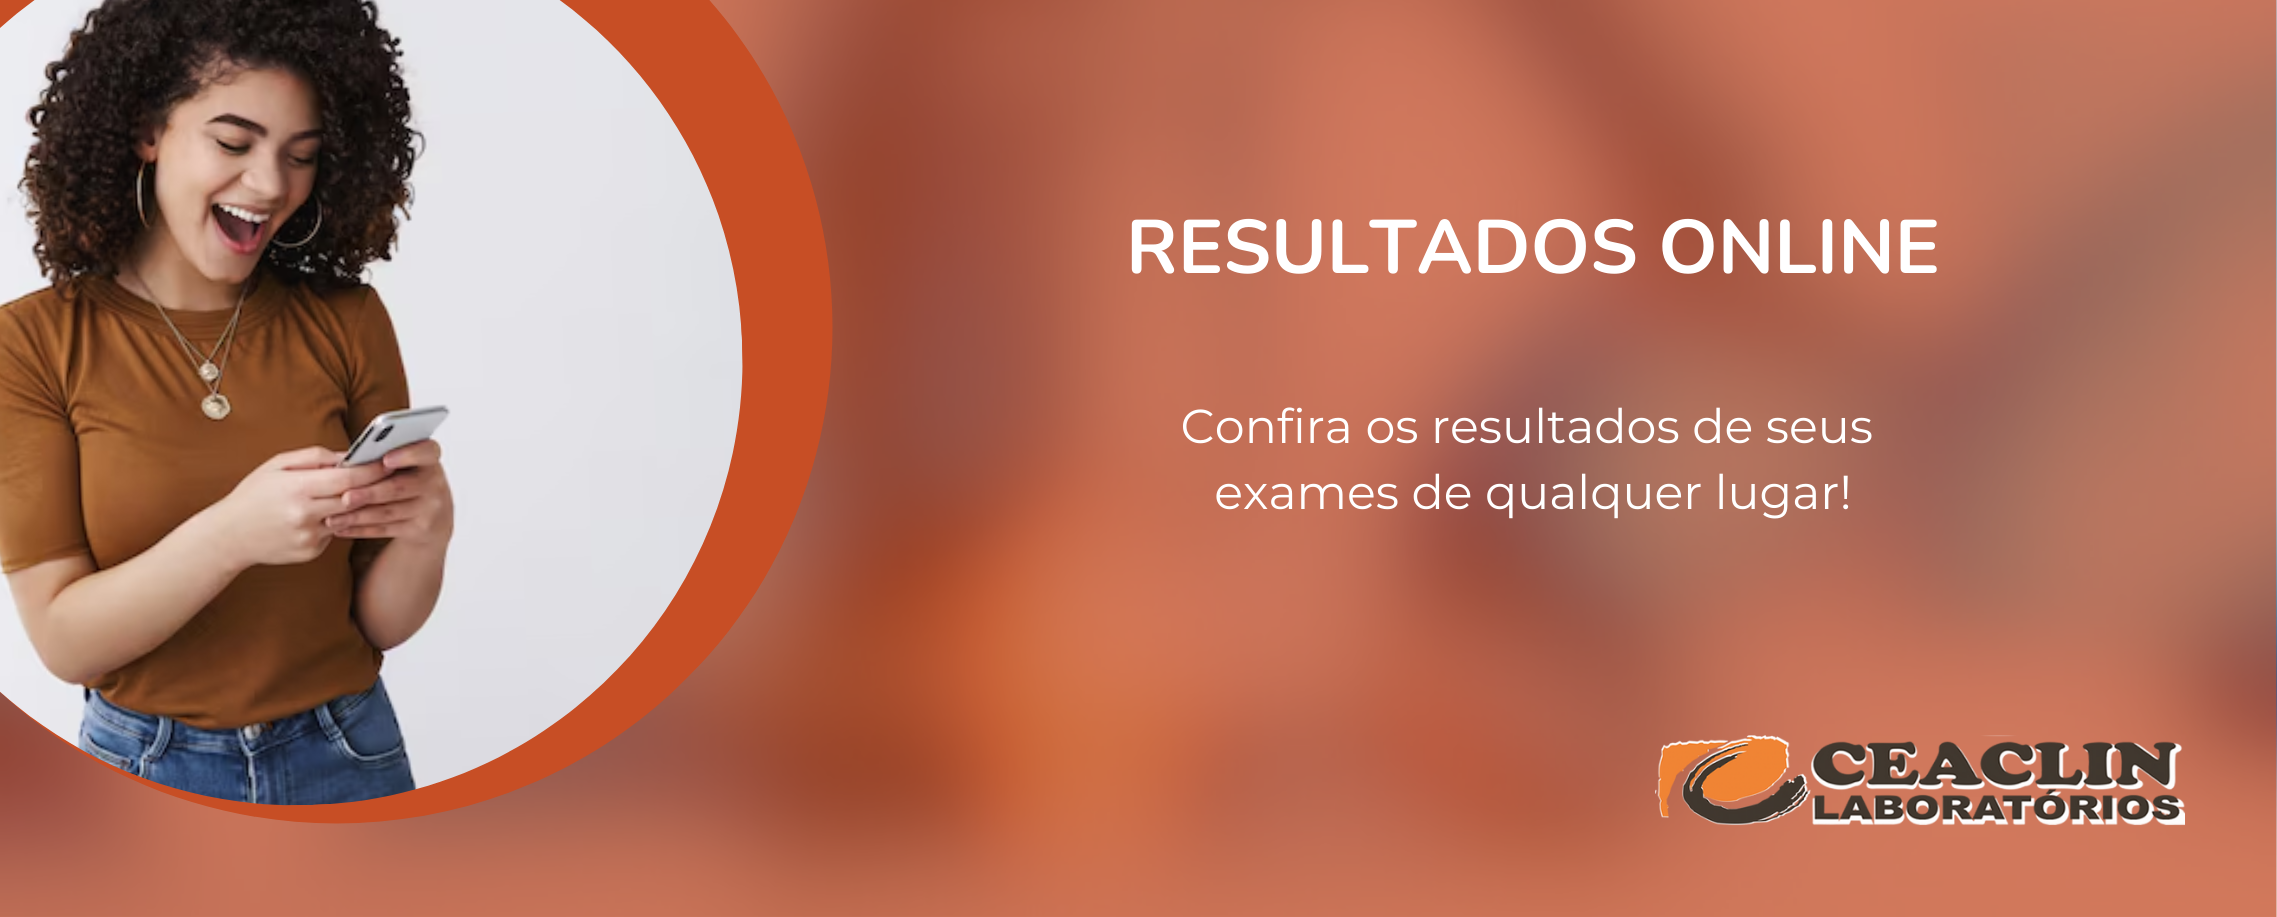 RESULTADOS ONLINE
Confira os resultados de seus
exames de qualquer lugar!
CEACLIN
LABORATÓRIOS